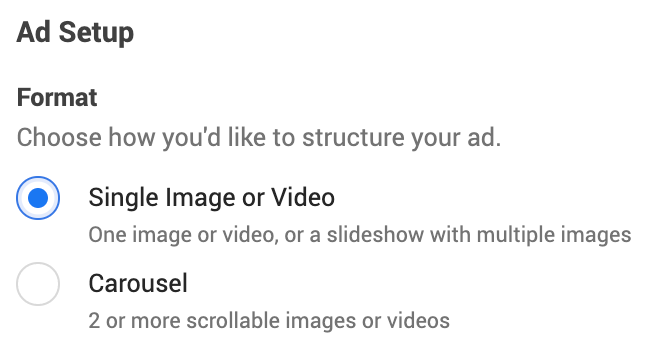 Ad Setup
Format
Choose how you'd like to structure your ad.
Single Image or Video
One image or video, or a slideshow with multiple images
Carousel
2 or more scrollable images or videos